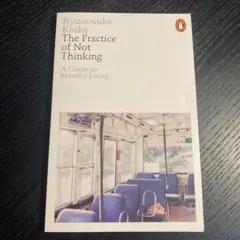 Ryunosuke
Koike
The Practice
of Not
Thinking
A Guide to
Mindful Living